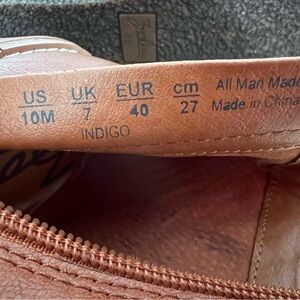 US UK EUR cm All Man Made
10M 7 40 27 Made in China
INDIGO